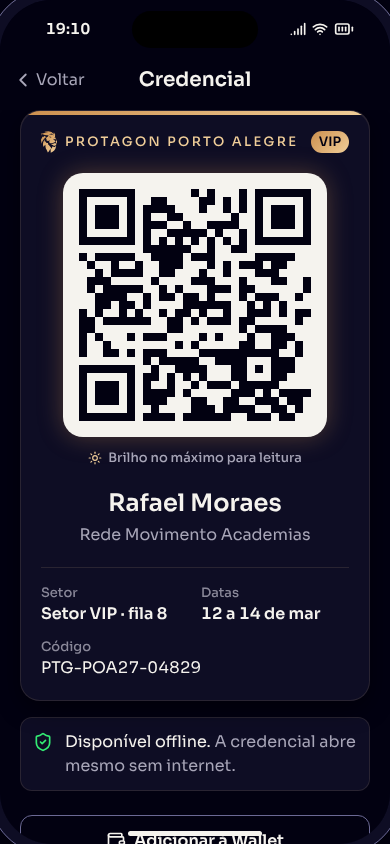 19:10
Voltar
Credencial
PROTAGON PORTO ALEGRE VIP
Brilho no máximo para leitura
Rafael Moraes
Rede Movimento Academias
Setor
Setor VIP · fila 8
Datas
12 a 14 de mar
Código
PTG-POA27-04829
Disponível offline. A credencial abre
mesmo sem internet.
Adicionar a Wallet